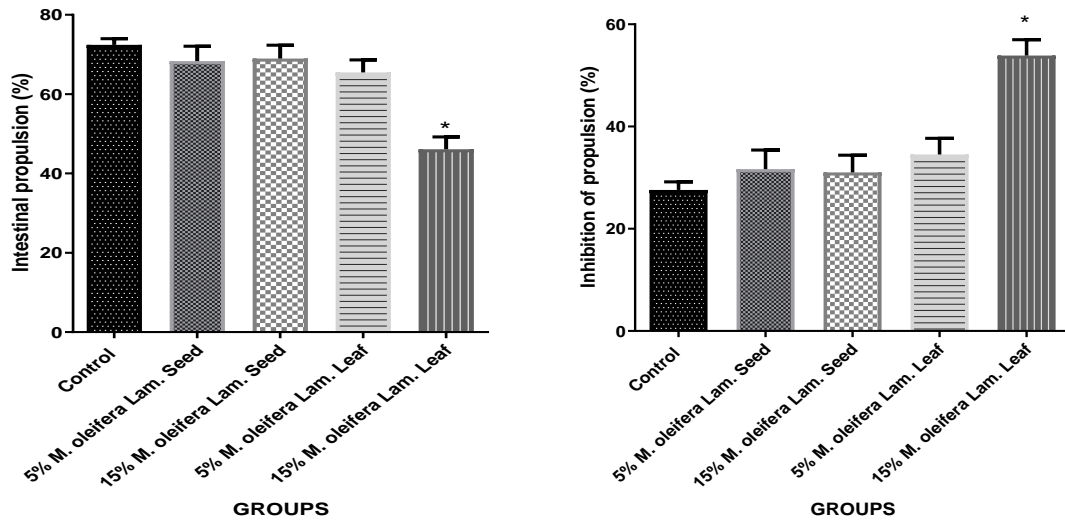 80
60
40
20
0
Intestinal propulsion (%)
*
Control
5% M. oleifera Lam. Seed
15% M. oleifera Lam. Seed
5% M. oleifera Lam. Leaf
15% M. oleifera Lam. Leaf
GROUPS
60
40
20
0
Inhibition of propulsion (%)
*
Control
5% M. oleifera Lam. Seed
15% M. oleifera Lam. Seed
5% M. oleifera Lam. Leaf
15% M. oleifera Lam. Leaf
GROUPS